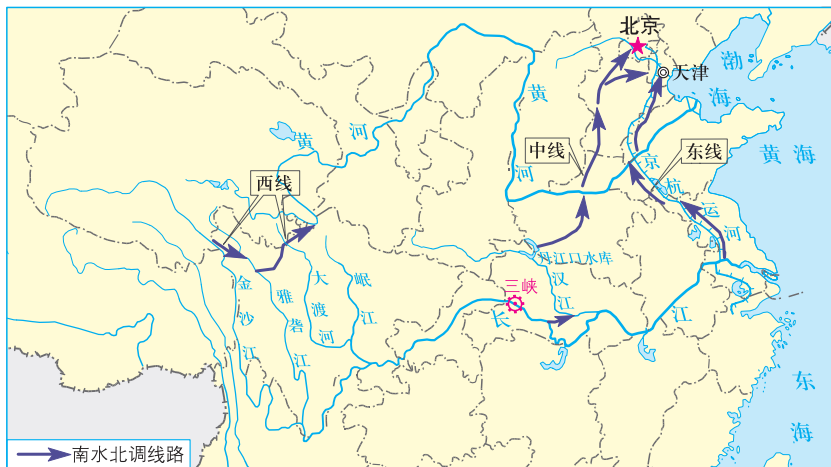 北京
天津
渤海
黄河
黄河
中线
东线
黄海
京杭运河
西线
丹江口水库
汉江
三峡
长江
金沙江
雅砻江
大渡河
岷江
东海
南水北调线路